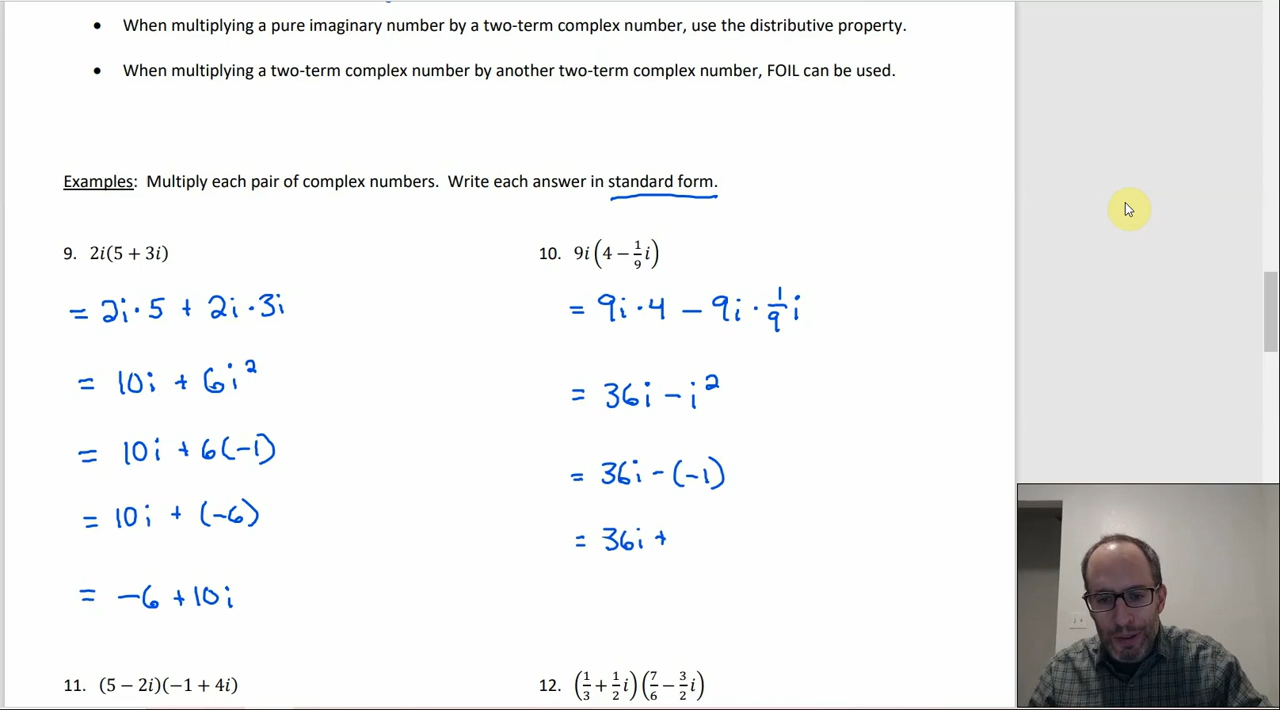 • When multiplying a pure imaginary number by a two-term complex number, use the distributive property.
• When multiplying a two-term complex number by another two-term complex number, FOIL can be used.
Examples: Multiply each pair of complex numbers. Write each answer in standard form.
9. 2i(5 + 3i)
= 2i · 5 + 2i · 3i
= 10i + 6i²
= 10i + 6(-1)
= 10i + (-6)
= -6 + 10i
10. 9i(4 − 1/9 i)
= 9i · 4 − 9i · 1/9 i
= 36i − i²
= 36i - (-1)
= 36i +
11. (5 − 2i)(−1 + 4i)
12. (1/3 + 1/2 i)(7/6 − 3/2 i)